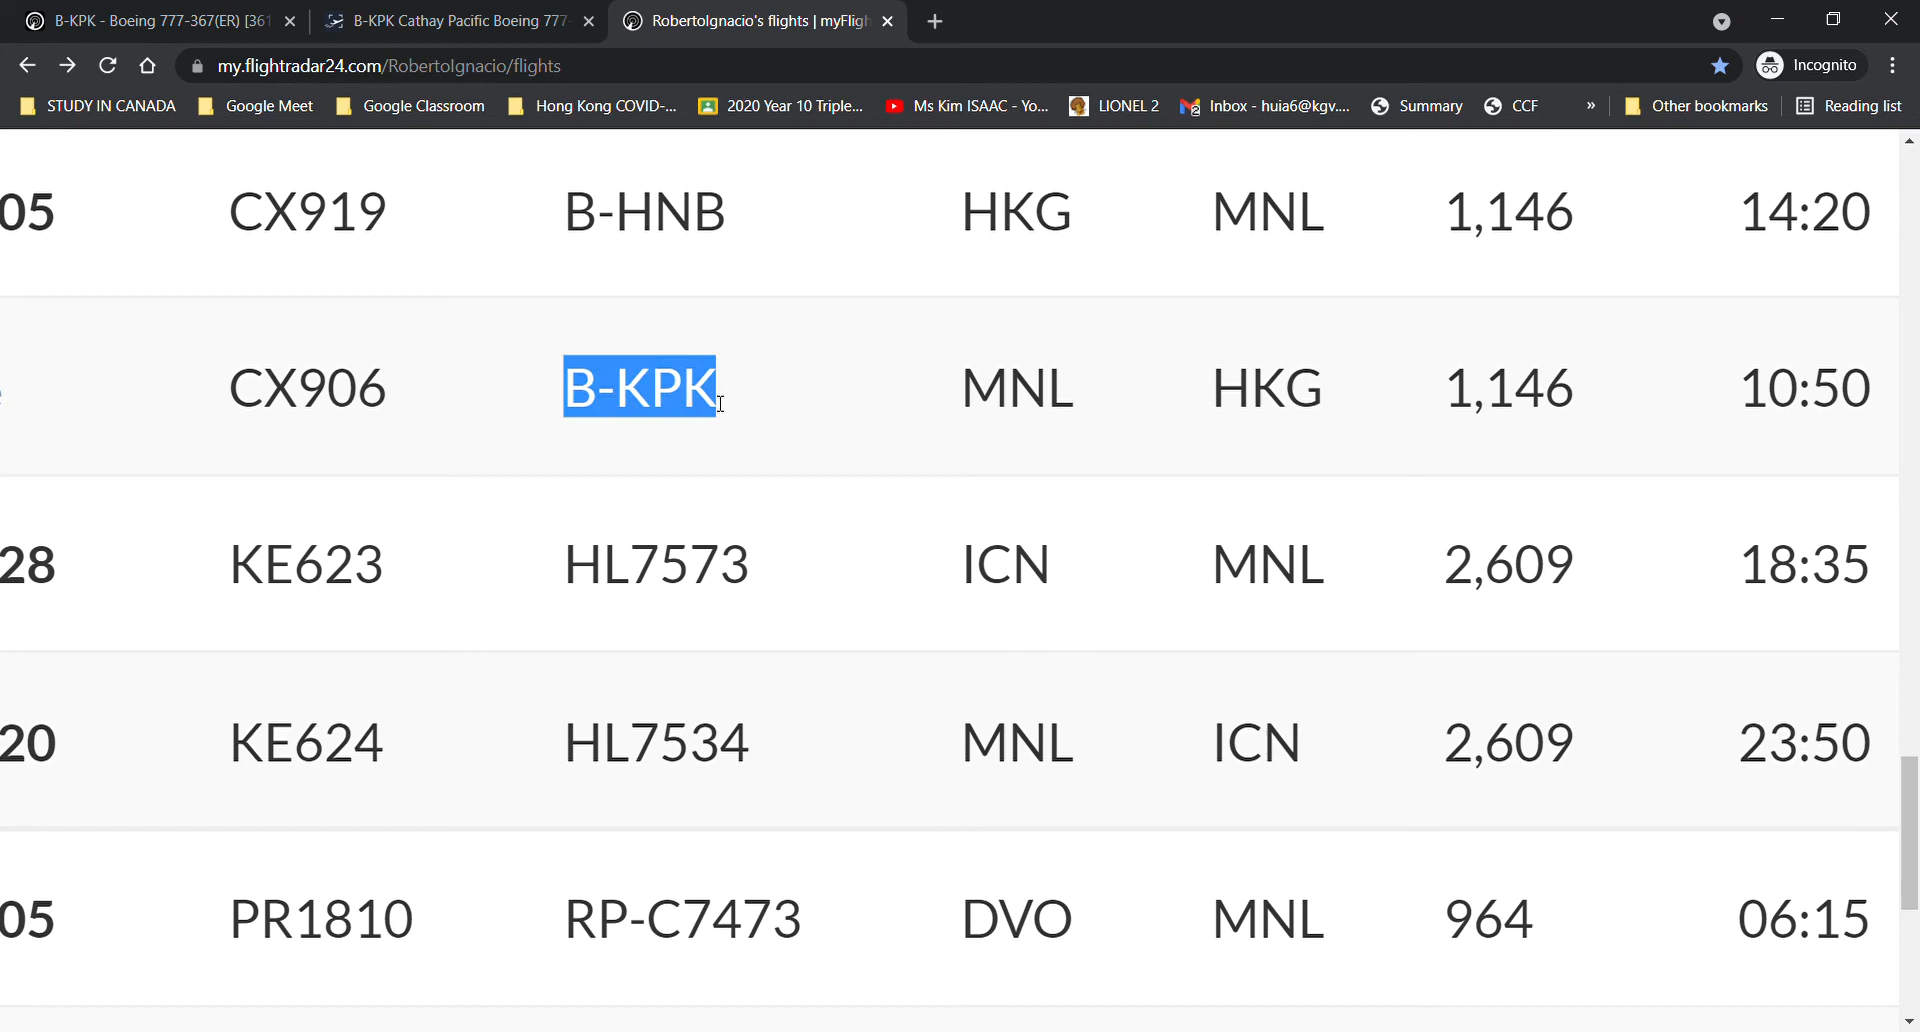 B-KPK - Boeing 777-367(ER) [361
B-KPK Cathay Pacific Boeing 777-
RobertoIgnacio's flights | myFligh
my.flightradar24.com/RobertoIgnacio/flights
Incognito
STUDY IN CANADA Google Meet Google Classroom Hong Kong COVID-... 2020 Year 10 Triple... Ms Kim ISAAC - Yo... LIONEL 2 Inbox - huia6@kgv.... Summary CCF » Other bookmarks Reading list
05 CX919 B-HNB HKG MNL 1,146 14:20
CX906 B-KPK MNL HKG 1,146 10:50
28 KE623 HL7573 ICN MNL 2,609 18:35
20 KE624 HL7534 MNL ICN 2,609 23:50
05 PR1810 RP-C7473 DVO MNL 964 06:15